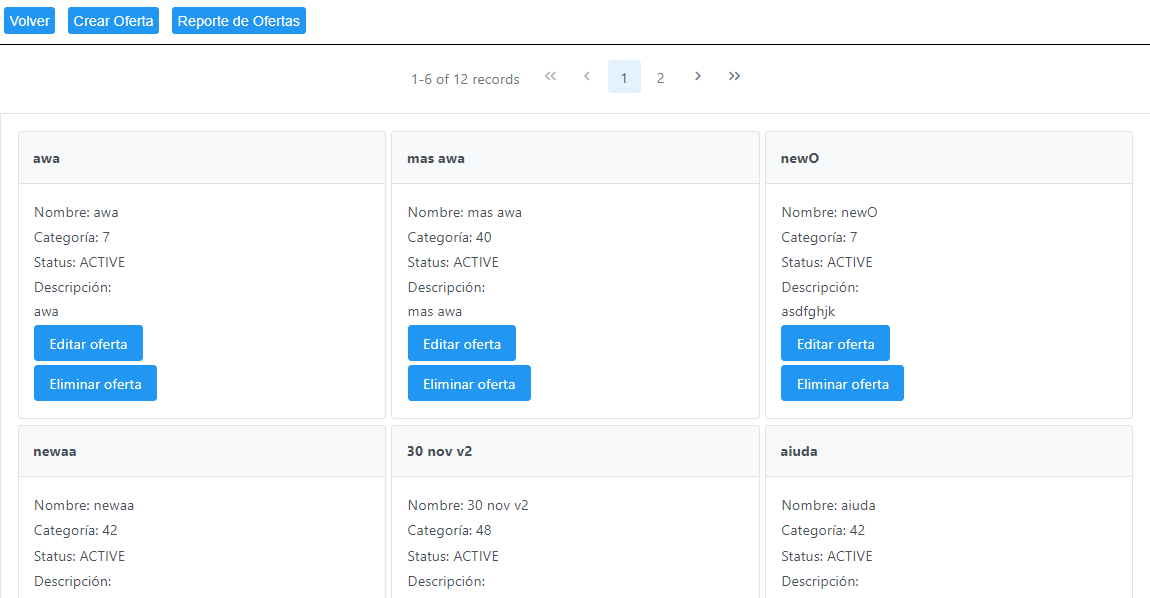 Volver Crear Oferta Reporte de Ofertas
1-6 of 12 records « ‹ 1 2 › »
awa
Nombre: awa
Categoría: 7
Status: ACTIVE
Descripción:
awa
Editar oferta
Eliminar oferta
mas awa
Nombre: mas awa
Categoría: 40
Status: ACTIVE
Descripción:
mas awa
Editar oferta
Eliminar oferta
newO
Nombre: newO
Categoría: 7
Status: ACTIVE
Descripción:
asdfghjk
Editar oferta
Eliminar oferta
newaa
Nombre: newaa
Categoría: 42
Status: ACTIVE
Descripción:
30 nov v2
Nombre: 30 nov v2
Categoría: 48
Status: ACTIVE
Descripción:
aiuda
Nombre: aiuda
Categoría: 42
Status: ACTIVE
Descripción: